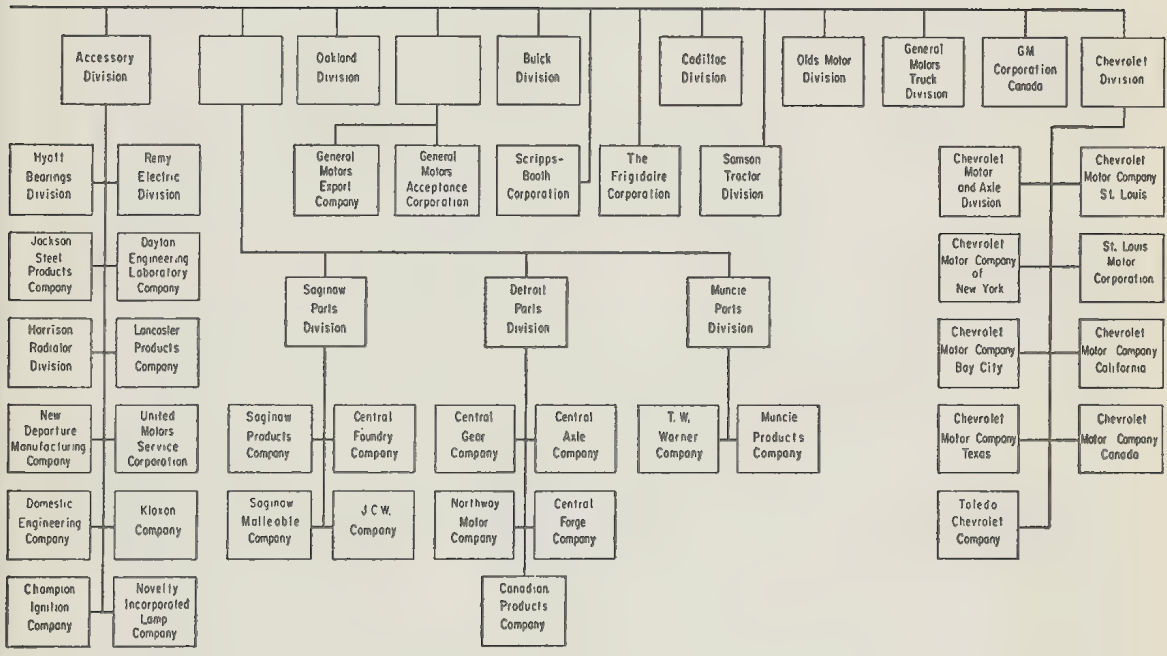 Accessory
Division
Oakland
Division
Buick
Division
Cadillac
Division
Olds Motor
Division
General
Motors
Truck
Division
GM
Corporation
Canada
Chevrolet
Division
Hyatt
Bearings
Division
Remy
Electric
Division
General
Motors
Export
Company
General
Motors
Acceptance
Corporation
Scripps-
Booth
Corporation
The
Frigidaire
Corporation
Samson
Tractor
Division
Chevrolet
Motor
and Axle
Division
Chevrolet
Motor Company
St. Louis
Jackson
Steel
Products
Company
Dayton
Engineering
Laboratory
Company
Chevrolet
Motor Company
of
New York
St. Louis
Motor
Corporation
Saginaw
Parts
Division
Detroit
Parts
Division
Muncie
Parts
Division
Harrison
Radiator
Division
Lancaster
Products
Company
Chevrolet
Motor Company
Bay City
Chevrolet
Motor Company
California
New
Departure
Manufacturing
Company
United
Motors
Service
Corporation
Saginaw
Products
Company
Central
Foundry
Company
Central
Gear
Company
Central
Axle
Company
T. W.
Warner
Company
Muncie
Products
Company
Chevrolet
Motor Company
Texas
Chevrolet
Motor Company
Canada
Domestic
Engineering
Company
Klaxon
Company
Saginaw
Malleable
Company
J C W.
Company
Northway
Motor
Company
Central
Forge
Company
Toledo
Chevrolet
Company
Champion
Ignition
Company
Novelty
Incorporated
Lamp
Company
Canadian
Products
Company